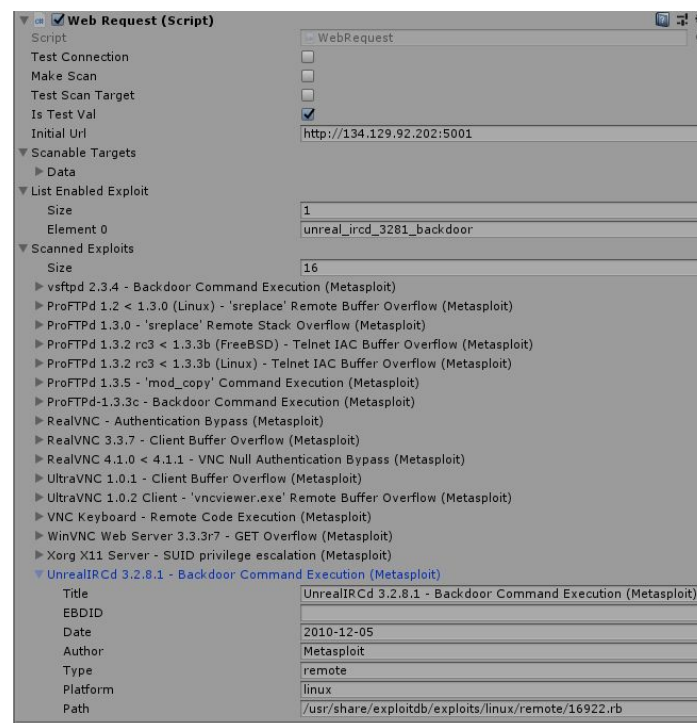 Web Request (Script)
Script WebRequest
Test Connection
Make Scan
Test Scan Target
Is Test Val
Initial Url http://134.129.92.202:5001
Scanable Targets
Data
List Enabled Exploit
Size 1
Element 0 unreal_ircd_3281_backdoor
Scanned Exploits
Size 16
vsftpd 2.3.4 - Backdoor Command Execution (Metasploit)
ProFTPd 1.2 < 1.3.0 (Linux) - 'sreplace' Remote Buffer Overflow (Metasploit)
ProFTPd 1.3.0 - 'sreplace' Remote Stack Overflow (Metasploit)
ProFTPd 1.3.2 rc3 < 1.3.3b (FreeBSD) - Telnet IAC Buffer Overflow (Metasploit)
ProFTPd 1.3.2 rc3 < 1.3.3b (Linux) - Telnet IAC Buffer Overflow (Metasploit)
ProFTPd 1.3.5 - 'mod_copy' Command Execution (Metasploit)
ProFTPd-1.3.3c - Backdoor Command Execution (Metasploit)
RealVNC - Authentication Bypass (Metasploit)
RealVNC 3.3.7 - Client Buffer Overflow (Metasploit)
RealVNC 4.1.0 < 4.1.1 - VNC Null Authentication Bypass (Metasploit)
UltraVNC 1.0.1 - Client Buffer Overflow (Metasploit)
UltraVNC 1.0.2 Client - 'vncviewer.exe' Remote Buffer Overflow (Metasploit)
VNC Keyboard - Remote Code Execution (Metasploit)
WinVNC Web Server 3.3.3r7 - GET Overflow (Metasploit)
Xorg X11 Server - SUID privilege escalation (Metasploit)
UnrealIRCd 3.2.8.1 - Backdoor Command Execution (Metasploit)
Title UnrealIRCd 3.2.8.1 - Backdoor Command Execution (Metasploit)
EBDID
Date 2010-12-05
Author Metasploit
Type remote
Platform linux
Path /usr/share/exploitdb/exploits/linux/remote/16922.rb